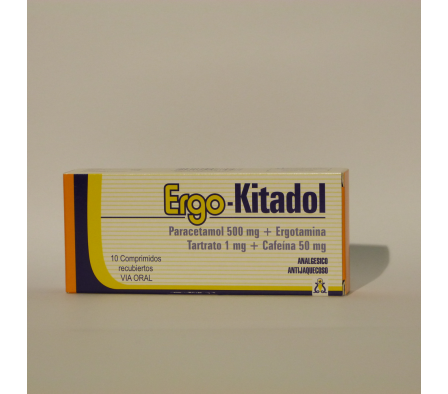 Ergo-Kitadol
Paracetamol 500 mg + Ergotamina
Tartrato 1 mg + Cafeína 50 mg
ANALGESICO
ANTIJAQUECOSO
10 Comprimidos
recubiertos
VIA ORAL